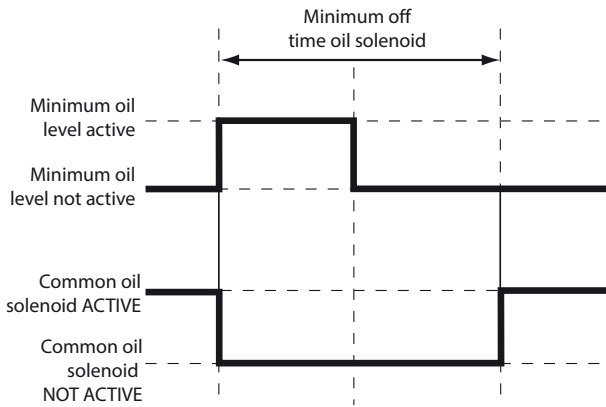 Minimum off
time oil solenoid
Minimum oil
level active
Minimum oil
level not active
Common oil
solenoid ACTIVE
Common oil
solenoid
NOT ACTIVE